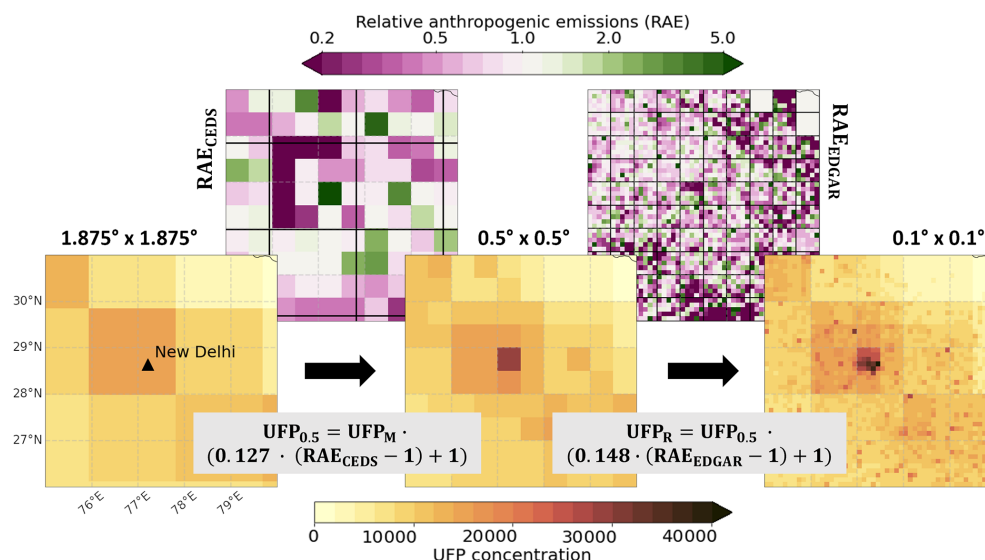 Relative anthropogenic emissions (RAE)
0.2 0.5 1.0 2.0 5.0
RAE_CEDS
RAE_EDGAR
1.875° x 1.875°
0.5° x 0.5°
0.1° x 0.1°
30°N
29°N
28°N
27°N
New Delhi
UFP_0.5 = UFP_M ·
(0.127 · (RAE_CEDS − 1) + 1)
UFP_R = UFP_0.5 ·
(0.148 · (RAE_EDGAR − 1) + 1)
76°E 77°E 78°E 79°E
0 10000 20000 30000 40000
UFP concentration